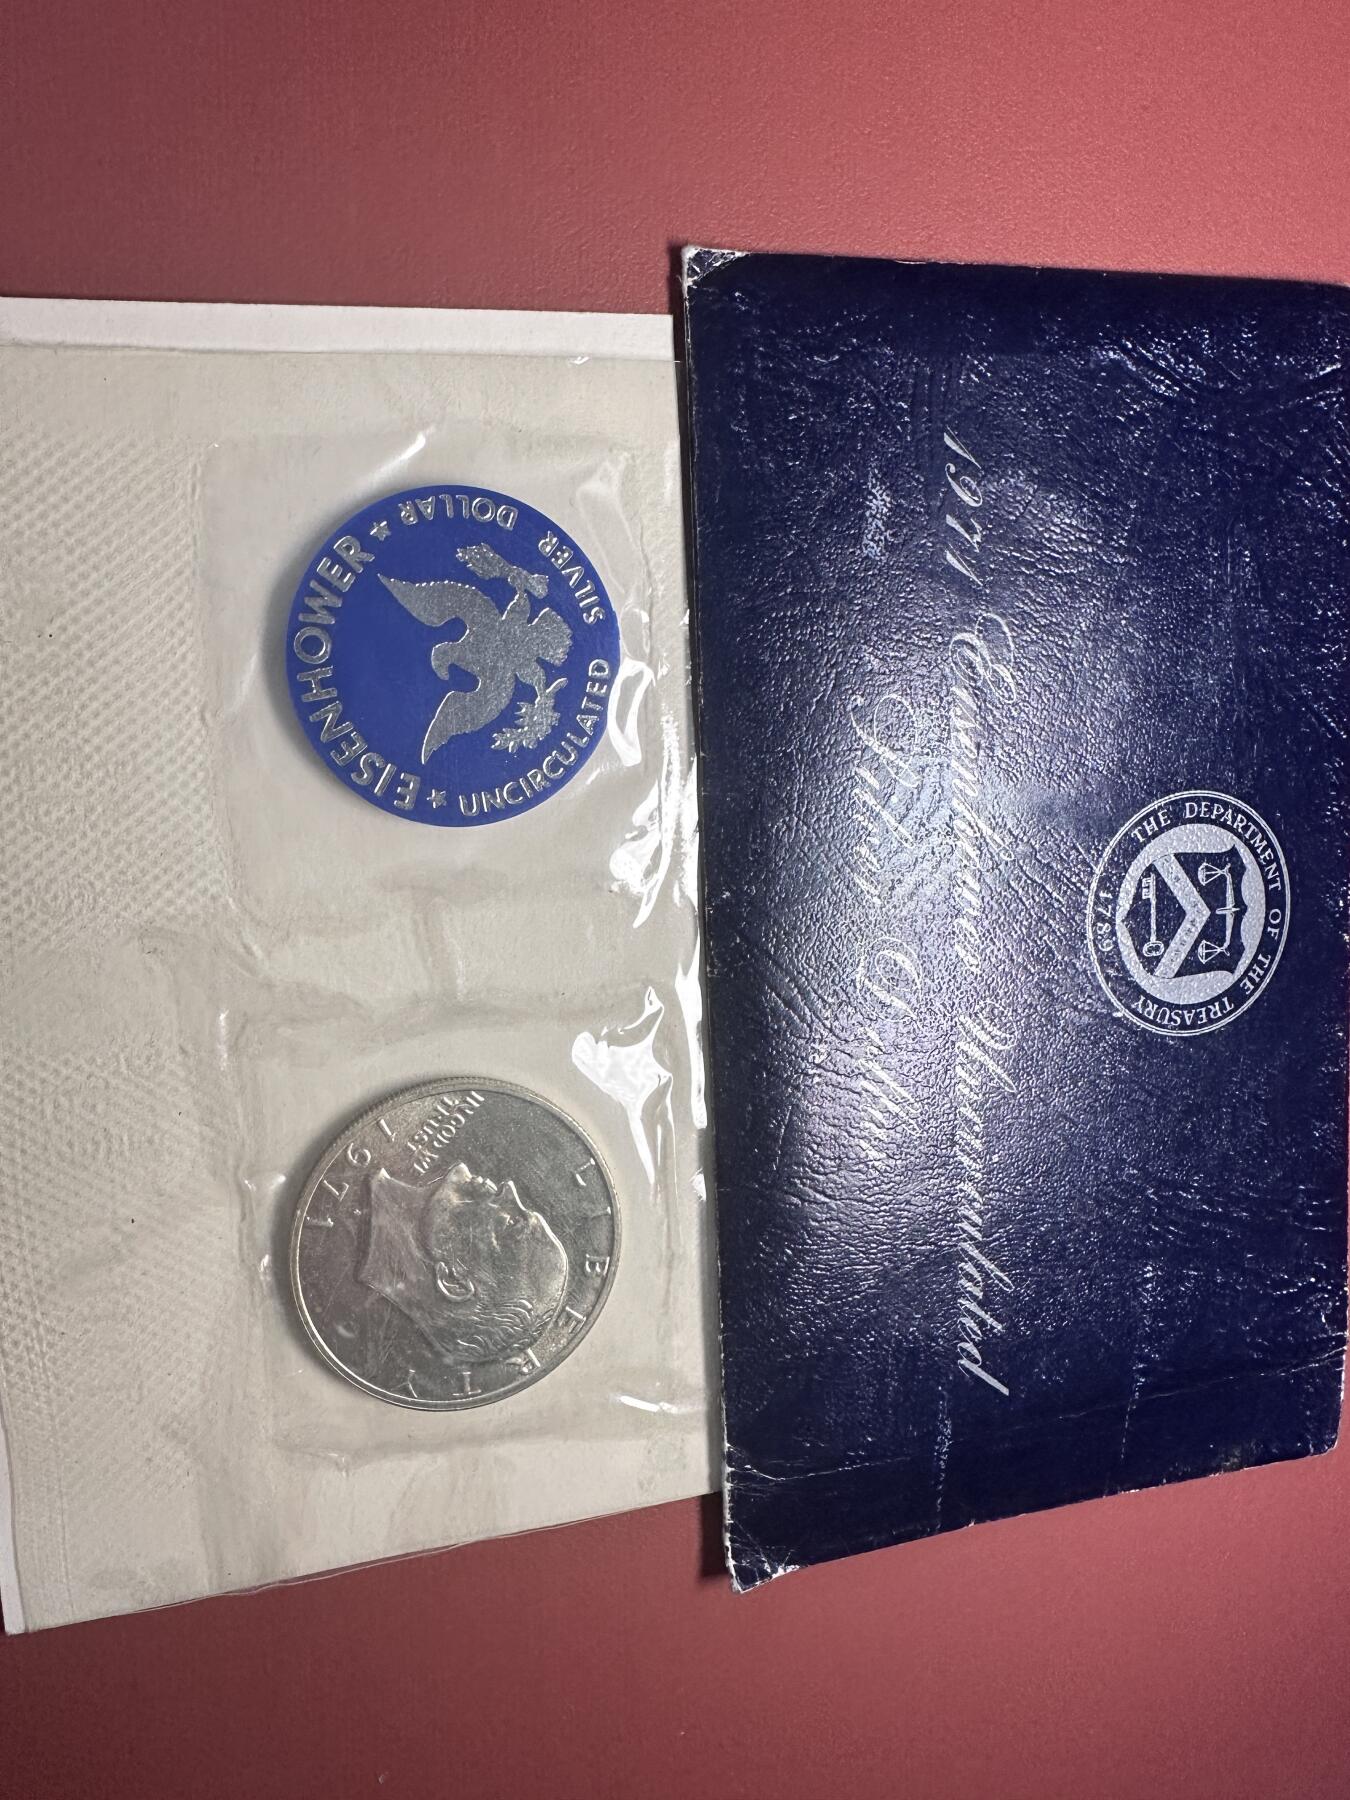 1971 Eisenhower Uncirculated
Silver Dollar
THE DEPARTMENT OF THE TREASURY
1789
EISENHOWER
★ UNCIRCULATED SILVER DOLLAR ★
LIBERTY
IN GOD WE
TRUST
1971